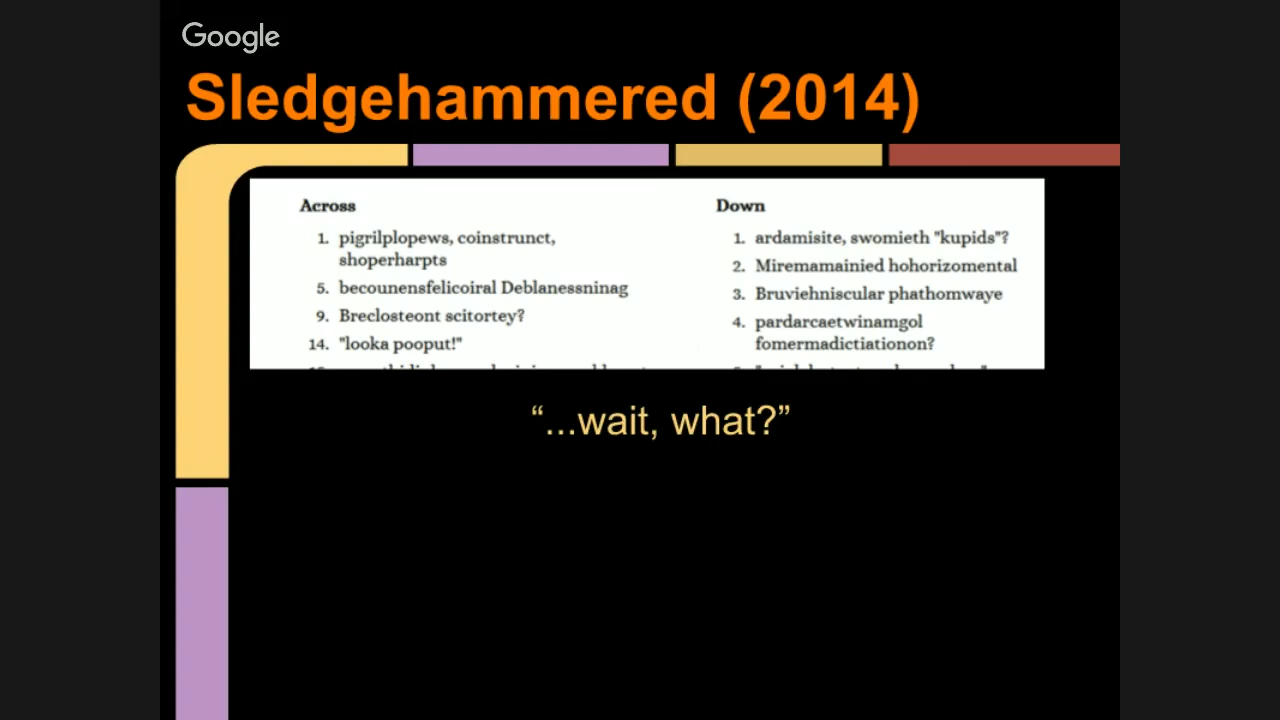 Google
Sledgehammered (2014)
Across
1. pigrilplopews, coinstrunct,
shoperharpts
5. becounensfelicoiral Deblanessninag
9. Breclosteont scitortey?
14. "looka pooput!"
Down
1. ardamisite, swomieth "kupids"?
2. Miremamainied hohorizomental
3. Bruviehniscular phathomwaye
4. pardarcaetwinamgol
fomermadictiationon?
“...wait, what?”